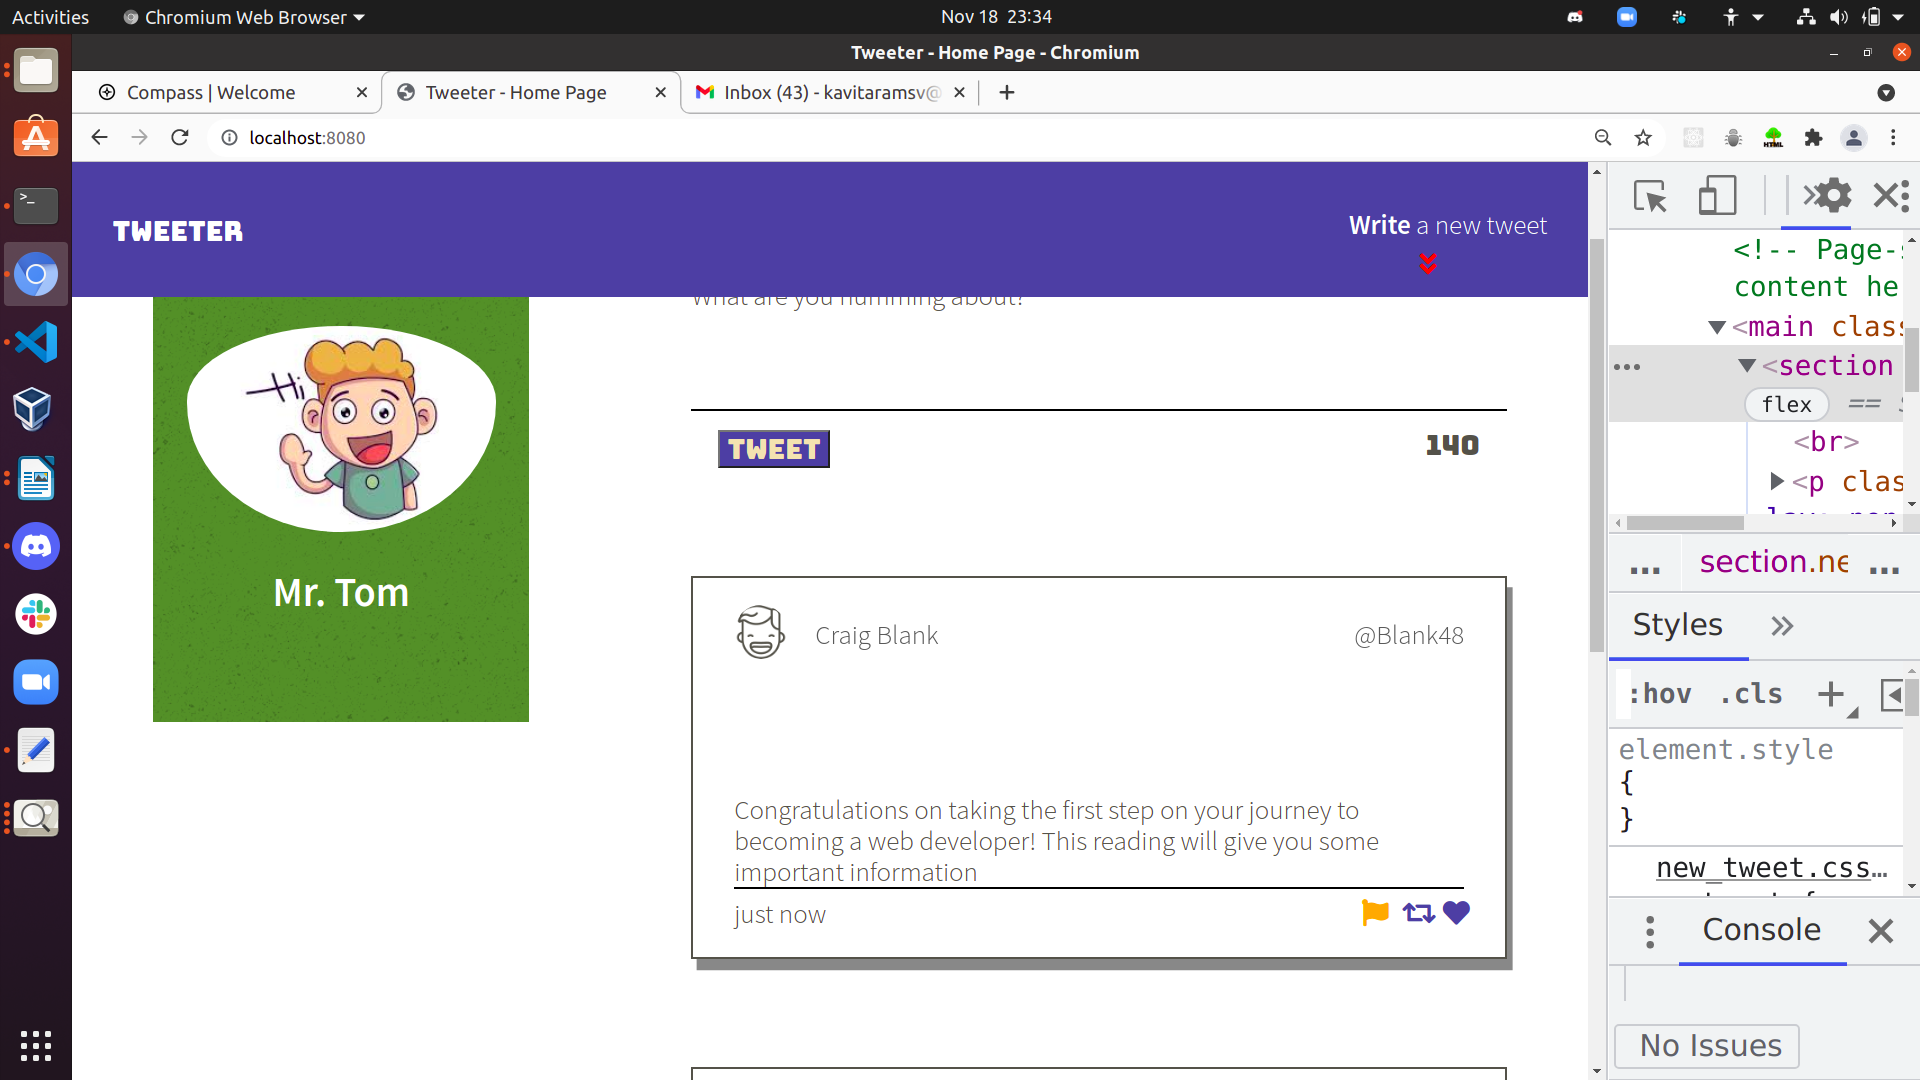 Activities
Chromium Web Browser
Nov 18 23:34
Tweeter - Home Page - Chromium
Compass | Welcome
Tweeter - Home Page
Inbox (43) - kavitaramsv@
localhost:8080
HTML
TWEETER
Write a new tweet
What are you humming about?
Hi
Mr. Tom
TWEET
140
Craig Blank
@Blank48
Congratulations on taking the first step on your journey to
becoming a web developer! This reading will give you some
important information
just now
<!-- Page-
content he
<main clas
<section
flex
==
<br>
<p clas
...
section.ne
...
Styles
:hov
.cls
element.style
{
}
new_tweet.css…
Console
No Issues